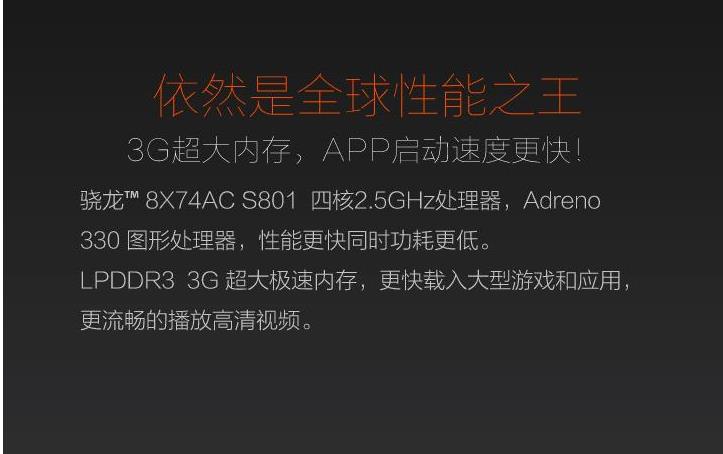 依然是全球性能之王
3G超大内存，APP启动速度更快！
骁龙™ 8X74AC S801 四核2.5GHz处理器，Adreno
330 图形处理器，性能更快同时功耗更低。
LPDDR3 3G 超大极速内存，更快载入大型游戏和应用，
更流畅的播放高清视频。